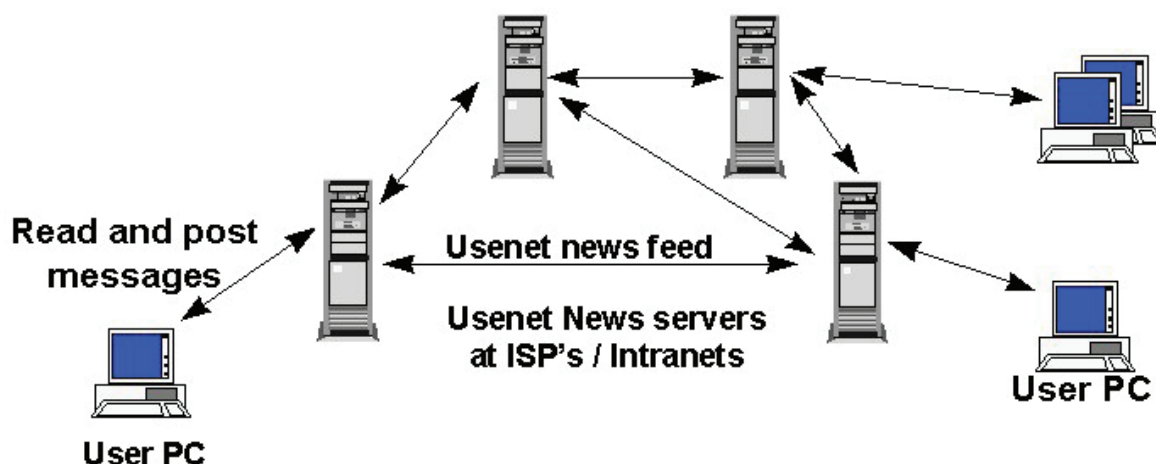 Read and post
messages
Usenet news feed
Usenet News servers
at ISP's / Intranets
User PC
User PC